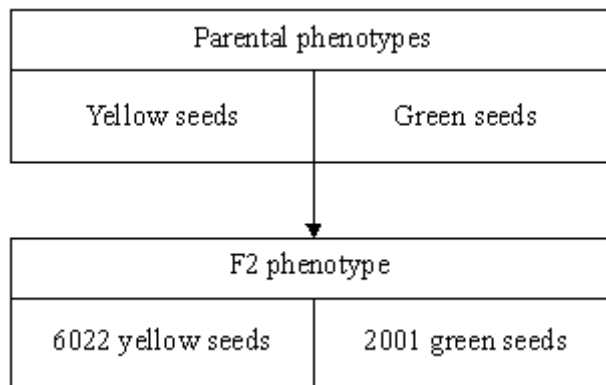 Parental phenotypes
Yellow seeds
Green seeds
F2 phenotype
6022 yellow seeds
2001 green seeds